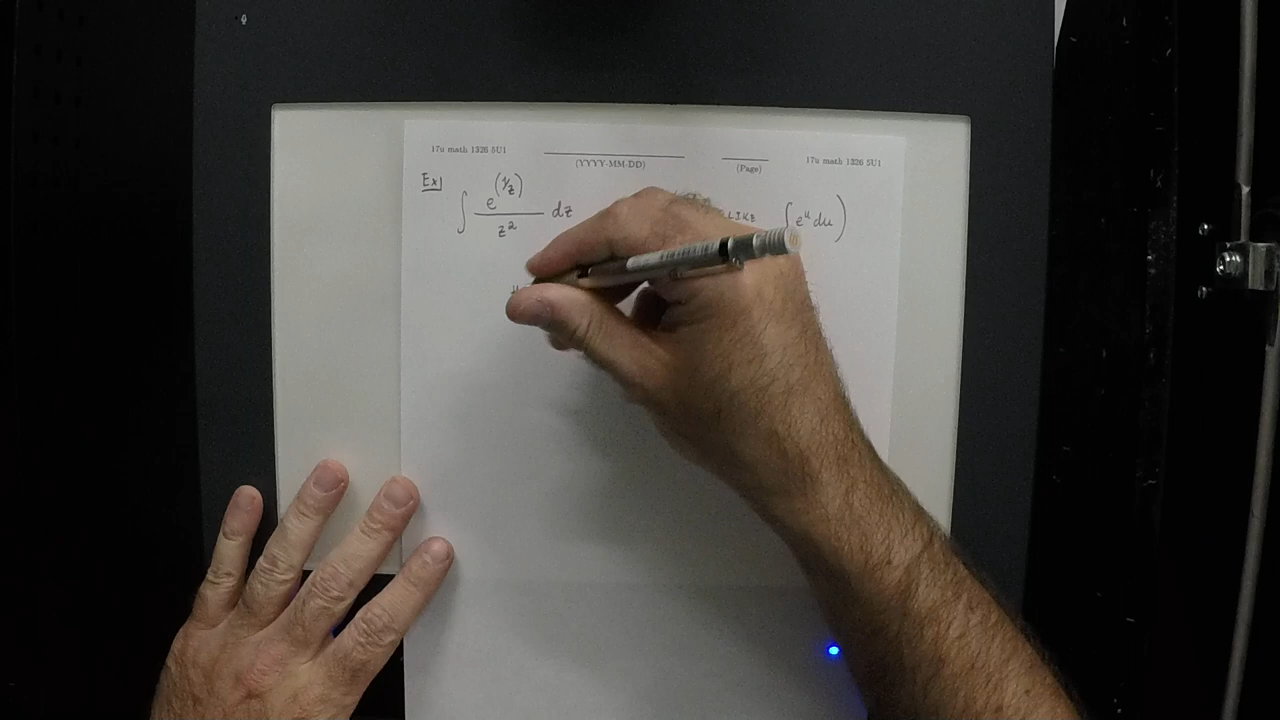 17u math 1326 5U1 (YYYY-MM-DD) (Page) 17u math 1326 5U1
Ex) ∫ e^(1/z) / z² dz LIKE ∫ e^u du)
u